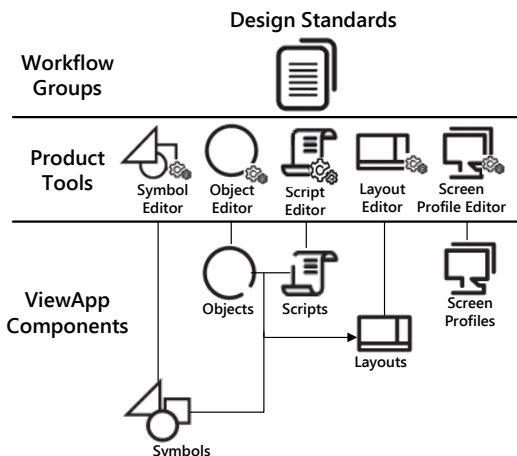 Design Standards
Workflow
Groups
Product
Tools
Symbol
Editor
Object
Editor
Script
Editor
Layout
Editor
Screen
Profile Editor
ViewApp
Components
Objects
Scripts
Screen
Profiles
Layouts
Symbols